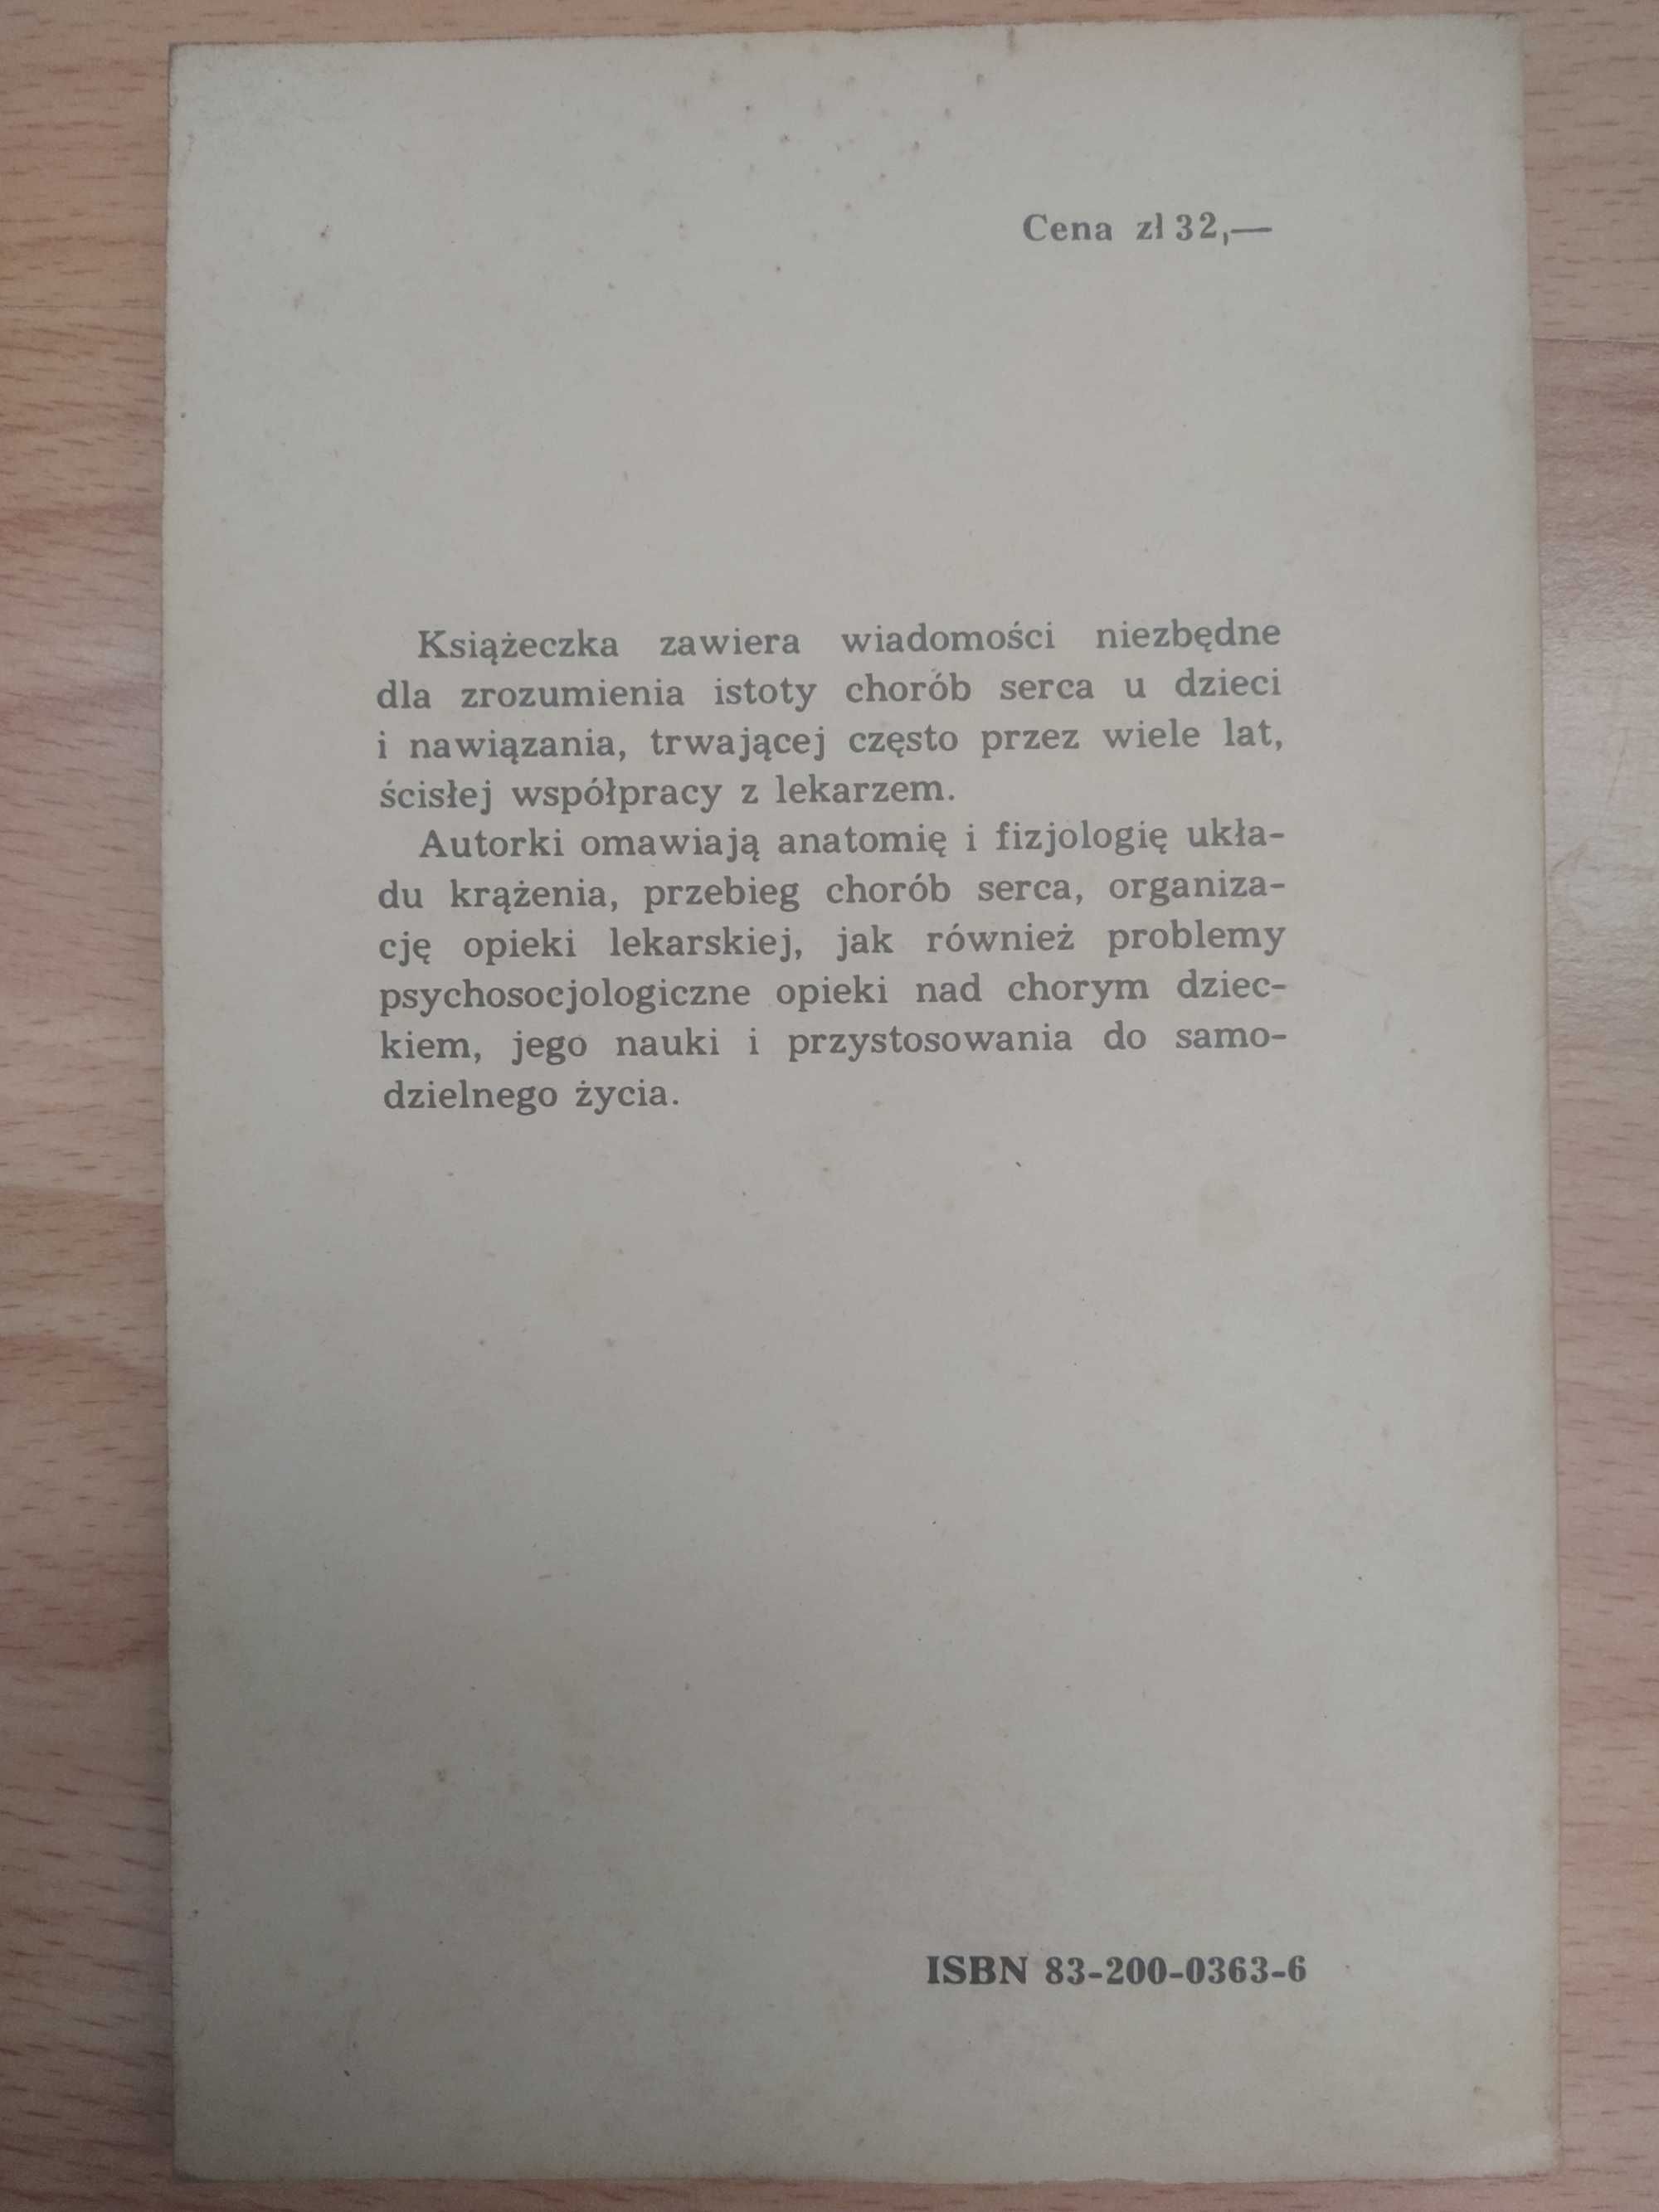 Cena zł 32,—
Książeczka zawiera wiadomości niezbędne
dla zrozumienia istoty chorób serca u dzieci
i nawiązania, trwającej często przez wiele lat,
ścisłej współpracy z lekarzem.
Autorki omawiają anatomię i fizjologię ukła-
du krążenia, przebieg chorób serca, organiza-
cję opieki lekarskiej, jak również problemy
psychosocjologiczne opieki nad chorym dziec-
kiem, jego nauki i przystosowania do samo-
dzielnego życia.
ISBN 83-200-0363-6